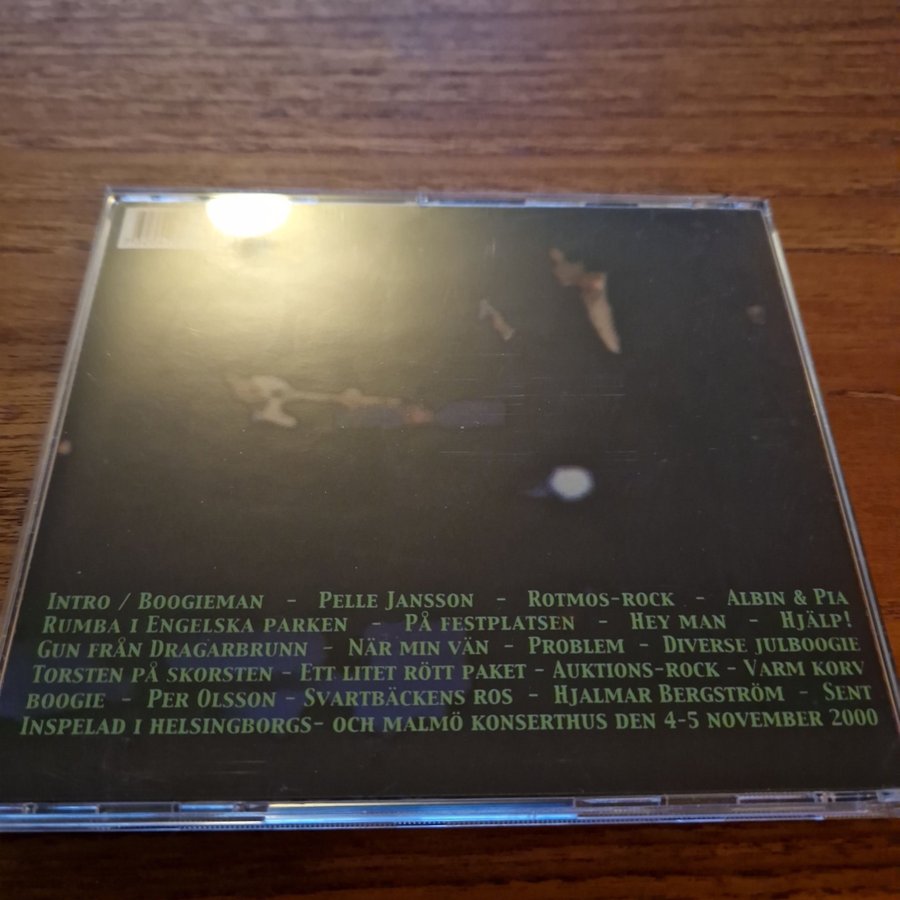 Intro / Boogieman - Pelle Jansson - Rotmos-rock - Albin & Pia
Rumba i Engelska parken - På festplatsen - Hey man - Hjälp!
Gun från Dragarbrunn - När min vän - Problem - Diverse julboogie
Torsten på skorsten - Ett litet rött paket - Auktions-rock - Varm korv
boogie - Per Olsson - Svartbäckens ros - Hjalmar Bergström - Sent
Inspelad i Helsingborgs- och Malmö konserthus den 4-5 november 2000